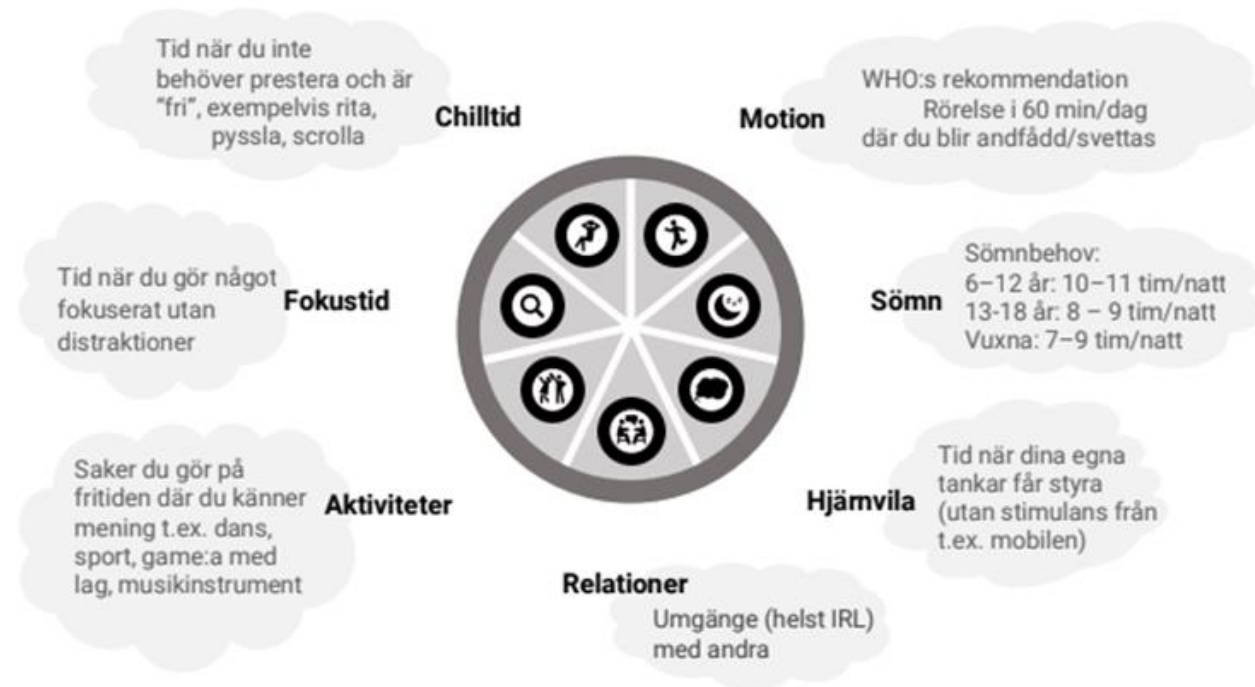 Chilltid
Tid när du inte
behöver prestera och är
“fri”, exempelvis rita,
pyssla, scrolla
Motion
WHO:s rekommendation
Rörelse i 60 min/dag
där du blir andfådd/svettas
Sömn
Sömnbehov:
6–12 år: 10–11 tim/natt
13-18 år: 8 – 9 tim/natt
Vuxna: 7–9 tim/natt
Hjärnvila
Tid när dina egna
tankar får styra
(utan stimulans från
t.ex. mobilen)
Relationer
Umgänge (helst IRL)
med andra
Aktiviteter
Saker du gör på
fritiden där du känner
mening t.ex. dans,
sport, game:a med
lag, musikinstrument
Fokustid
Tid när du gör något
fokuserat utan
distraktioner